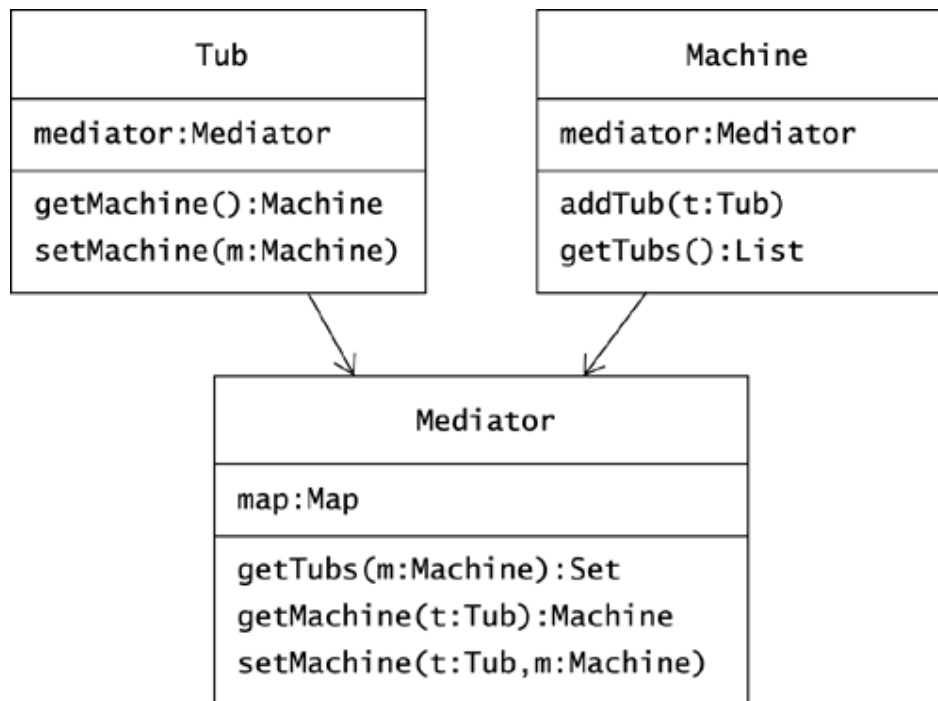 Tub
mediator:Mediator
getMachine():Machine
setMachine(m:Machine)
Machine
mediator:Mediator
addTub(t:Tub)
getTubs():List
Mediator
map:Map
getTubs(m:Machine):Set
getMachine(t:Tub):Machine
setMachine(t:Tub,m:Machine)